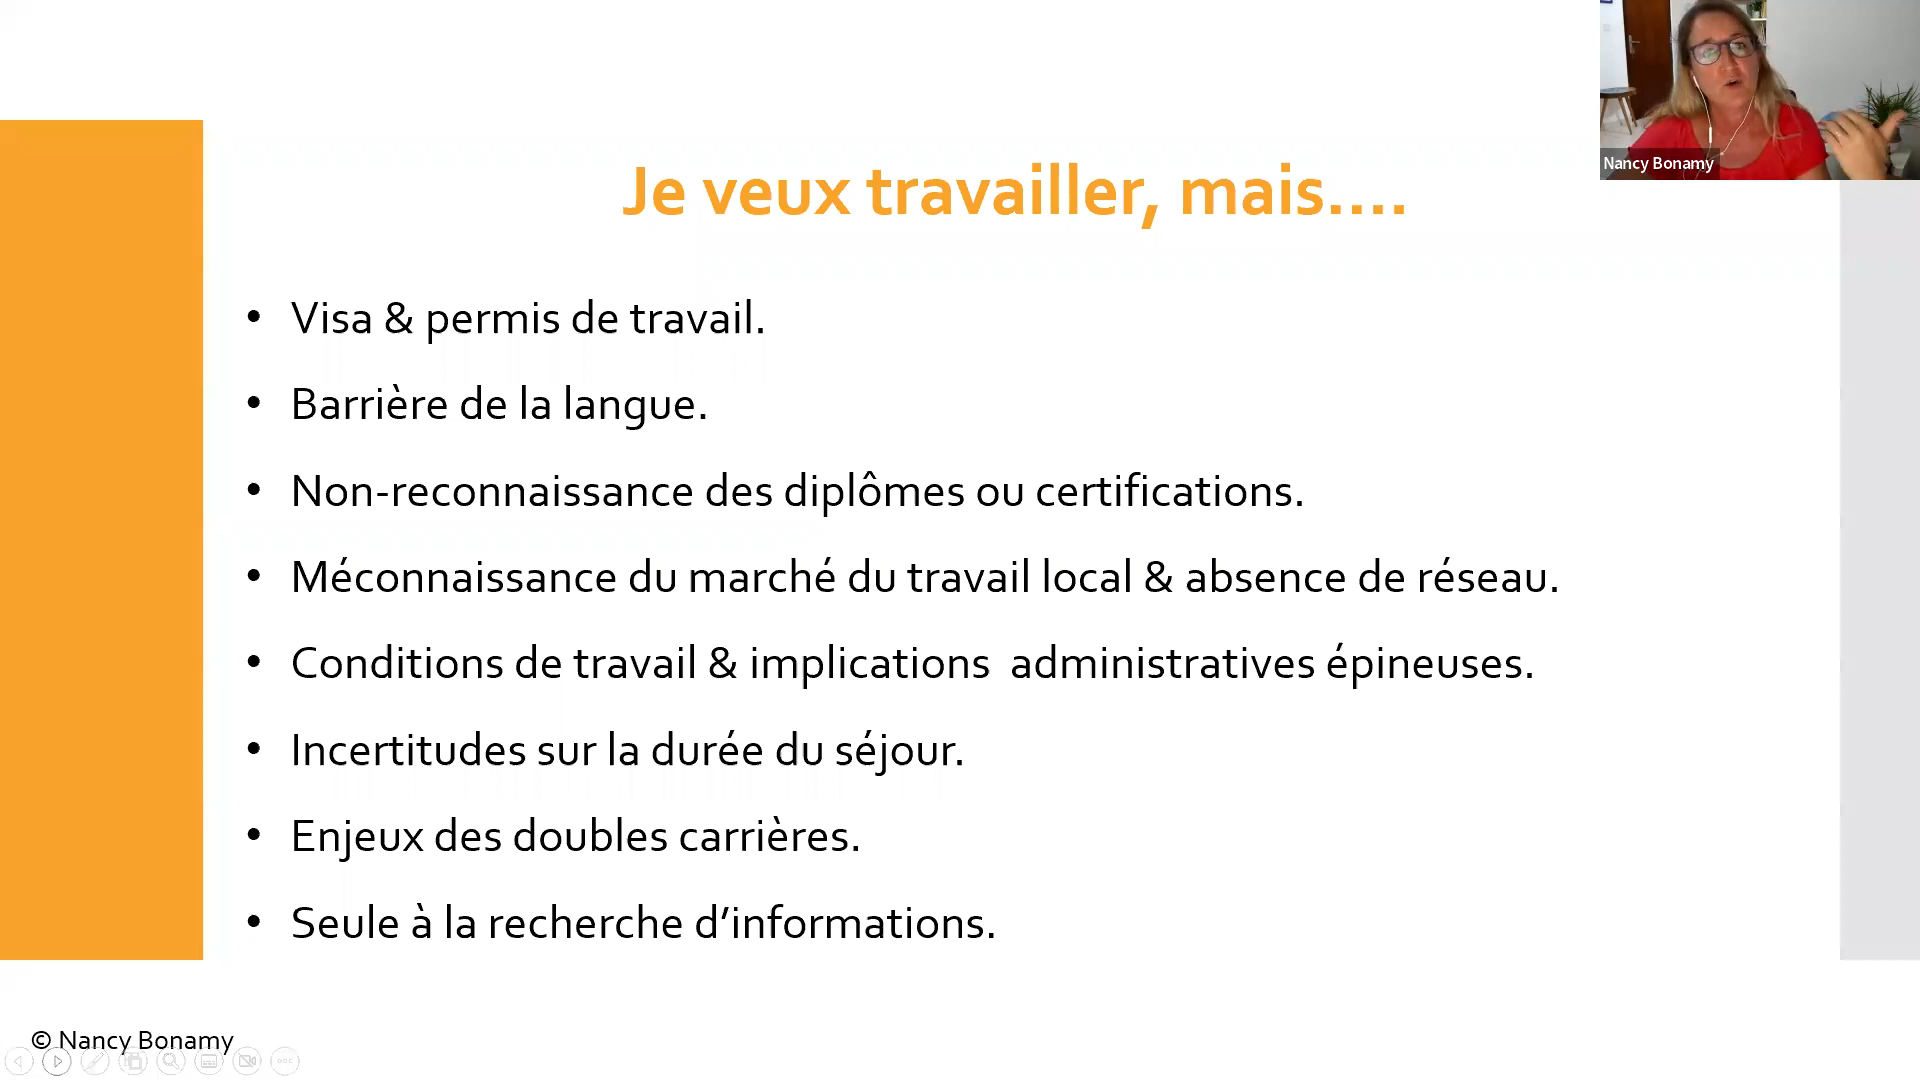 Nancy Bonamy
Je veux travailler, mais....
• Visa & permis de travail.
• Barrière de la langue.
• Non-reconnaissance des diplômes ou certifications.
• Méconnaissance du marché du travail local & absence de réseau.
• Conditions de travail & implications  administratives épineuses.
• Incertitudes sur la durée du séjour.
• Enjeux des doubles carrières.
• Seule à la recherche d’informations.
© Nancy Bonamy